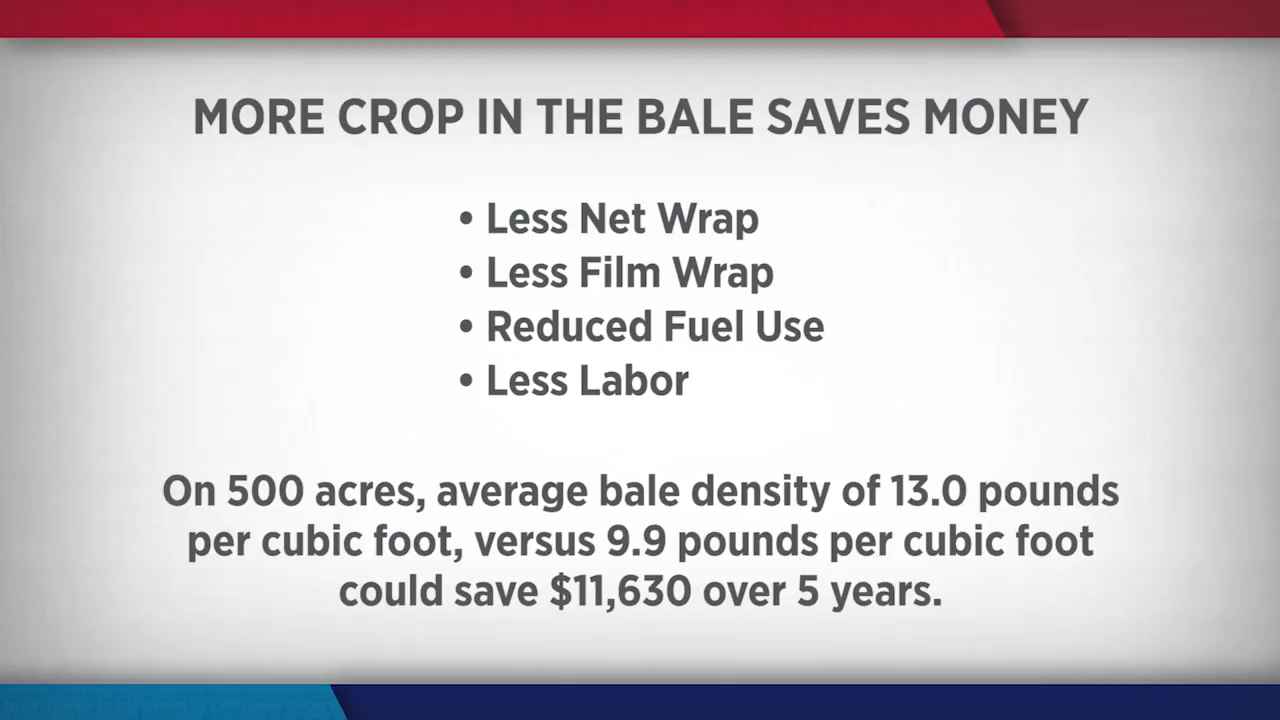 MORE CROP IN THE BALE SAVES MONEY
• Less Net Wrap
• Less Film Wrap
• Reduced Fuel Use
• Less Labor
On 500 acres, average bale density of 13.0 pounds
per cubic foot, versus 9.9 pounds per cubic foot
could save $11,630 over 5 years.